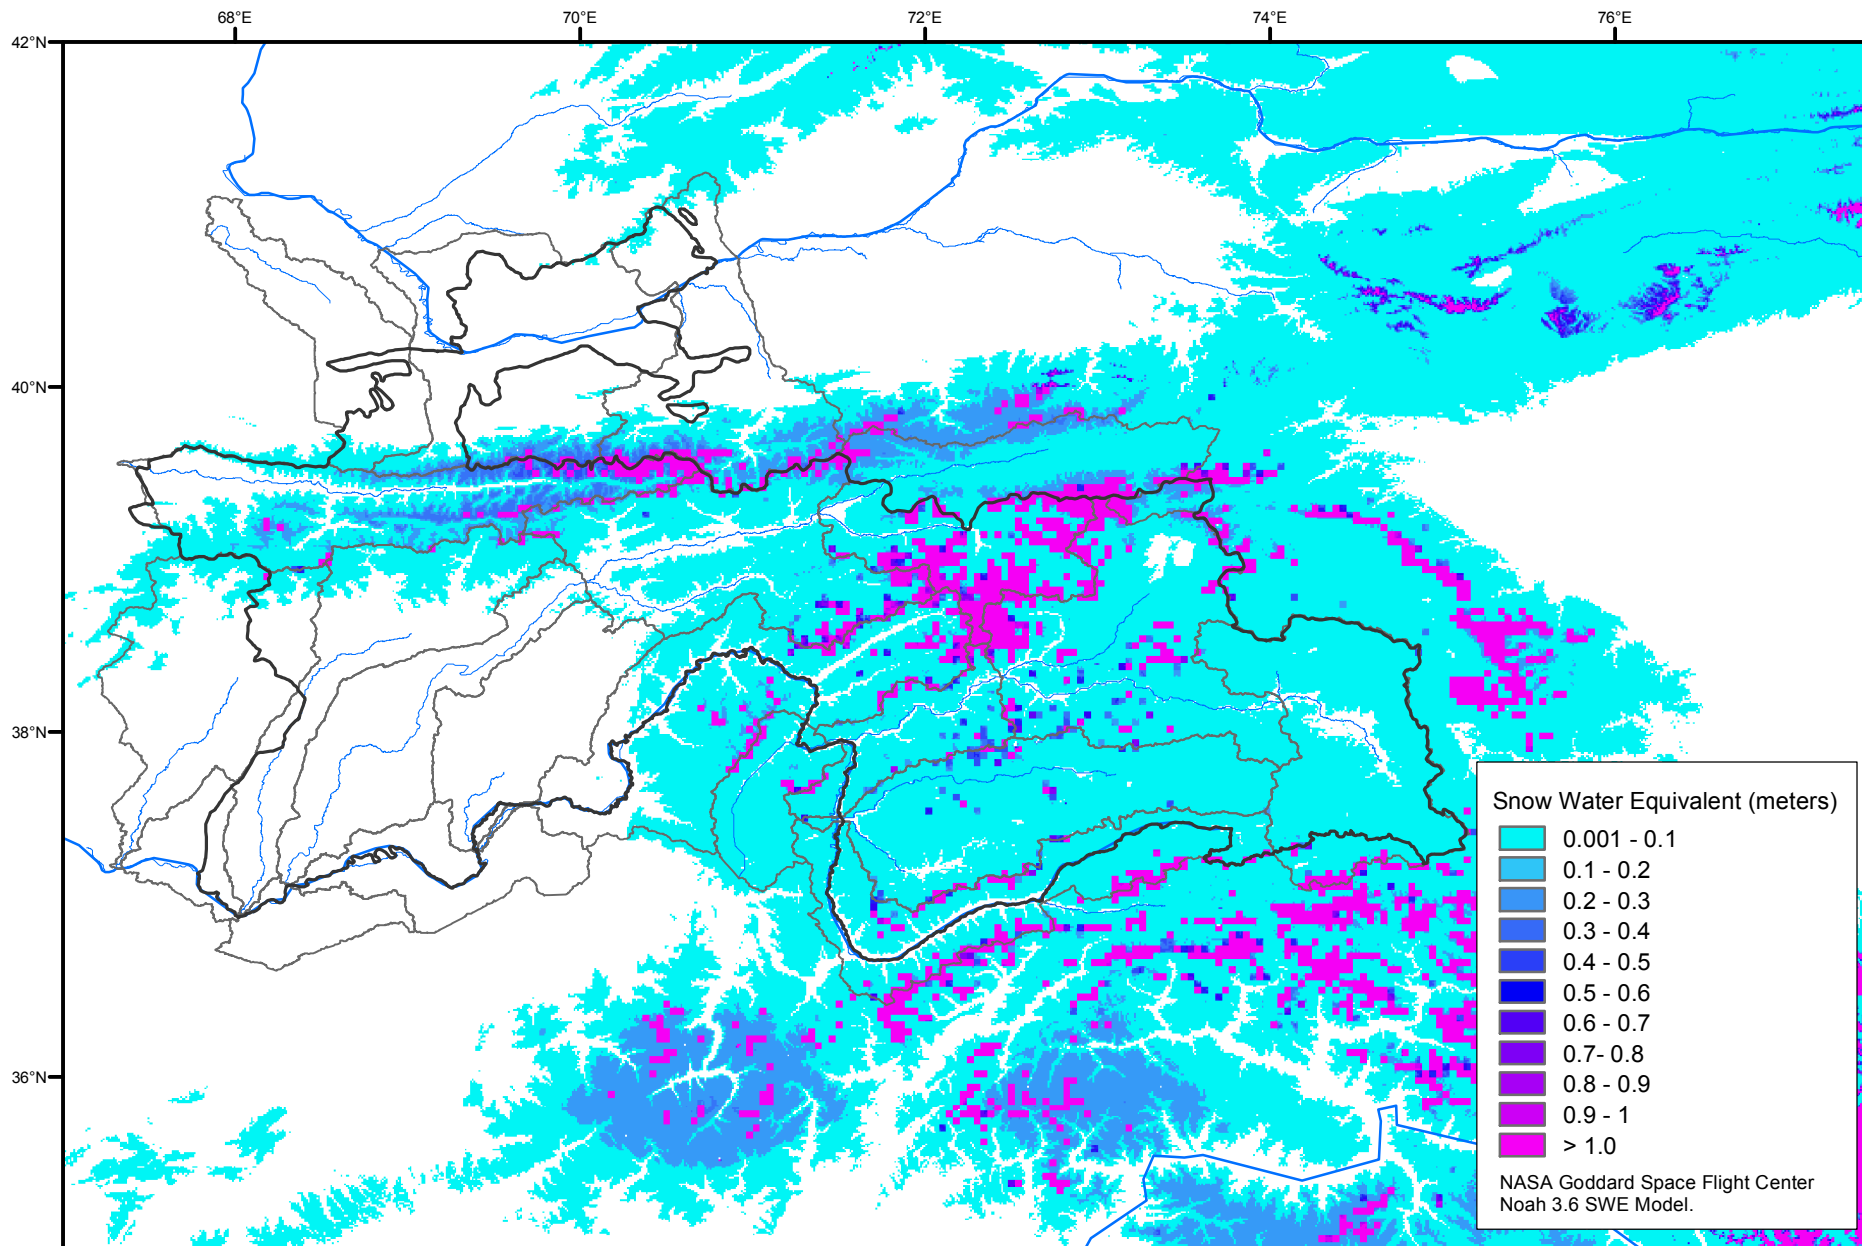 68°E 70°E 72°E 74°E 76°E
42°N
40°N
38°N
36°N
Snow Water Equivalent (meters)
0.001 - 0.1
0.1 - 0.2
0.2 - 0.3
0.3 - 0.4
0.4 - 0.5
0.5 - 0.6
0.6 - 0.7
0.7- 0.8
0.8 - 0.9
0.9 - 1
> 1.0
NASA Goddard Space Flight Center
Noah 3.6 SWE Model.